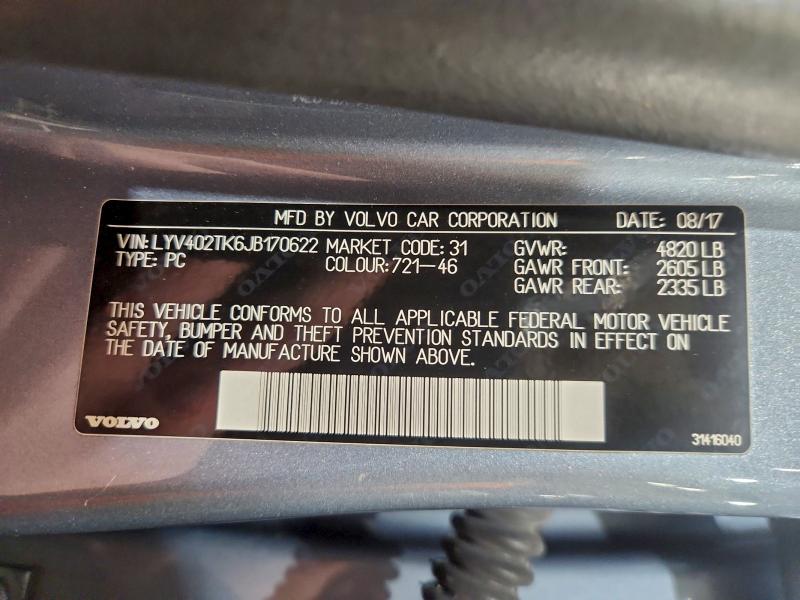 MFD BY VOLVO CAR CORPORATION DATE: 08/17
VIN: LYV402TK6JB170622 MARKET CODE: 31 GVWR: 4820 LB
TYPE: PC COLOUR: 721-46 GAWR FRONT: 2605 LB
GAWR REAR: 2335 LB
THIS VEHICLE CONFORMS TO ALL APPLICABLE FEDERAL MOTOR VEHICLE
SAFETY, BUMPER AND THEFT PREVENTION STANDARDS IN EFFECT ON
THE DATE OF MANUFACTURE SHOWN ABOVE.
VOLVO
31416040